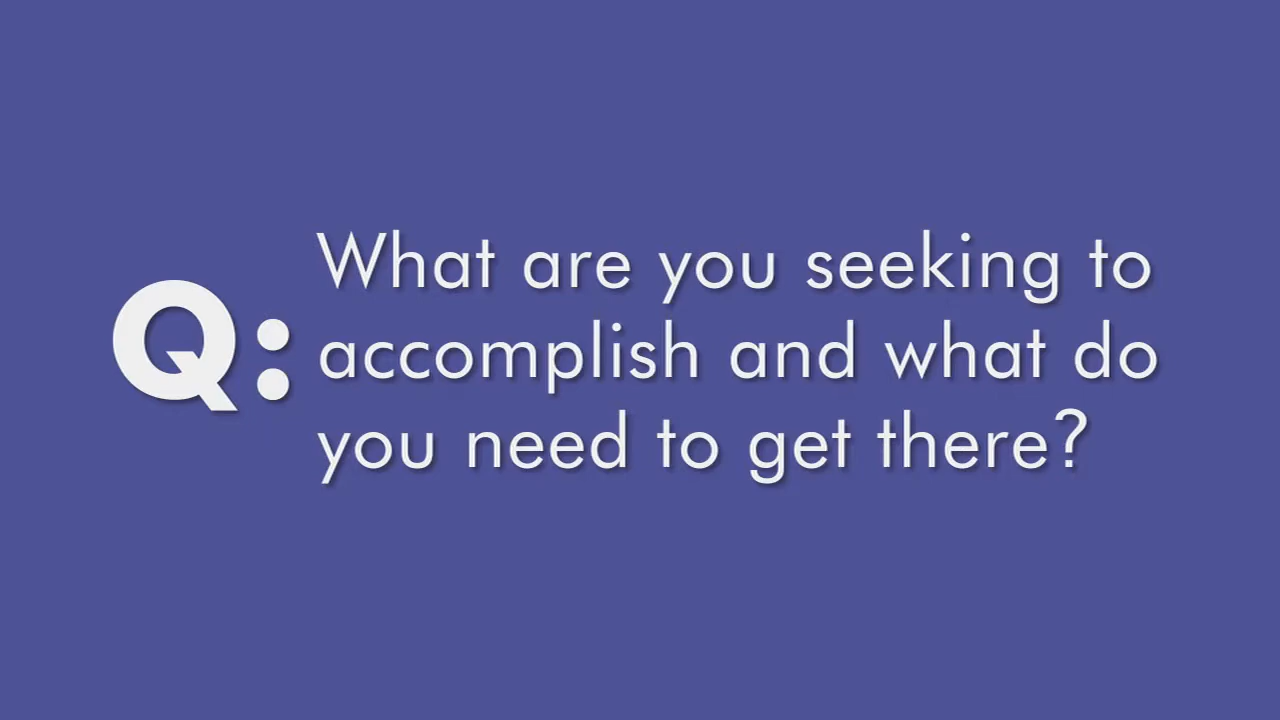 Q: What are you seeking to
accomplish and what do
you need to get there?